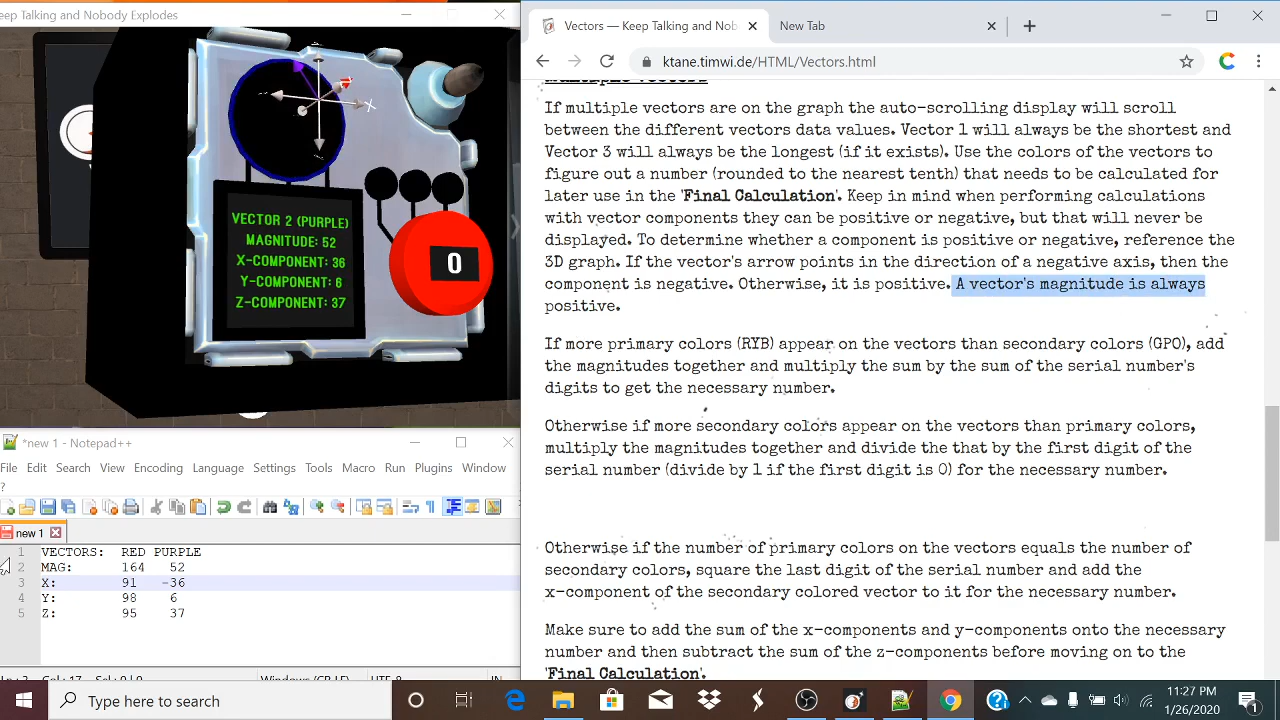 eep Talking and Nobody Explodes
X
VECTOR 2 (PURPLE)
MAGNITUDE: 52
X-COMPONENT: 36
Y-COMPONENT: 6
Z-COMPONENT: 37
0
*new 1 - Notepad++
File Edit Search View Encoding Language Settings Tools Macro Run Plugins Window
?
new 1
1 VECTORS: RED PURPLE
2 MAG: 164 52
3 X: 91 -36
4 Y: 98 6
5 Z: 95 37
Vectors — Keep Talking and Nob
New Tab
ktane.timwi.de/HTML/Vectors.html
Multiple Vectors
If multiple vectors are on the graph the auto-scrolling display will scroll
between the different vectors data values. Vector 1 will always be the shortest and
Vector 3 will always be the longest (if it exists). Use the colors of the vectors to
figure out a number (rounded to the nearest tenth) that needs to be calculated for
later use in the 'Final Calculation'. Keep in mind when performing calculations
with vector components they can be positive or negative, but that will never be
displayed. To determine whether a component is positive or negative, reference the
3D graph. If the vector's arrow points in the direction of a negative axis, then the
component is negative. Otherwise, it is positive. A vector's magnitude is always
positive.
If more primary colors (RYB) appear on the vectors than secondary colors (GPO), add
the magnitudes together and multiply the sum by the sum of the serial number's
digits to get the necessary number.
Otherwise if more secondary colors appear on the vectors than primary colors,
multiply the magnitudes together and divide the that by the first digit of the
serial number (divide by 1 if the first digit is 0) for the necessary number.
Otherwise if the number of primary colors on the vectors equals the number of
secondary colors, square the last digit of the serial number and add the
x-component of the secondary colored vector to it for the necessary number.
Make sure to add the sum of the x-components and y-components onto the necessary
number and then subtract the sum of the z-components before moving on to the
'Final Calculation'.
Type here to search
11:27 PM
1/26/2020